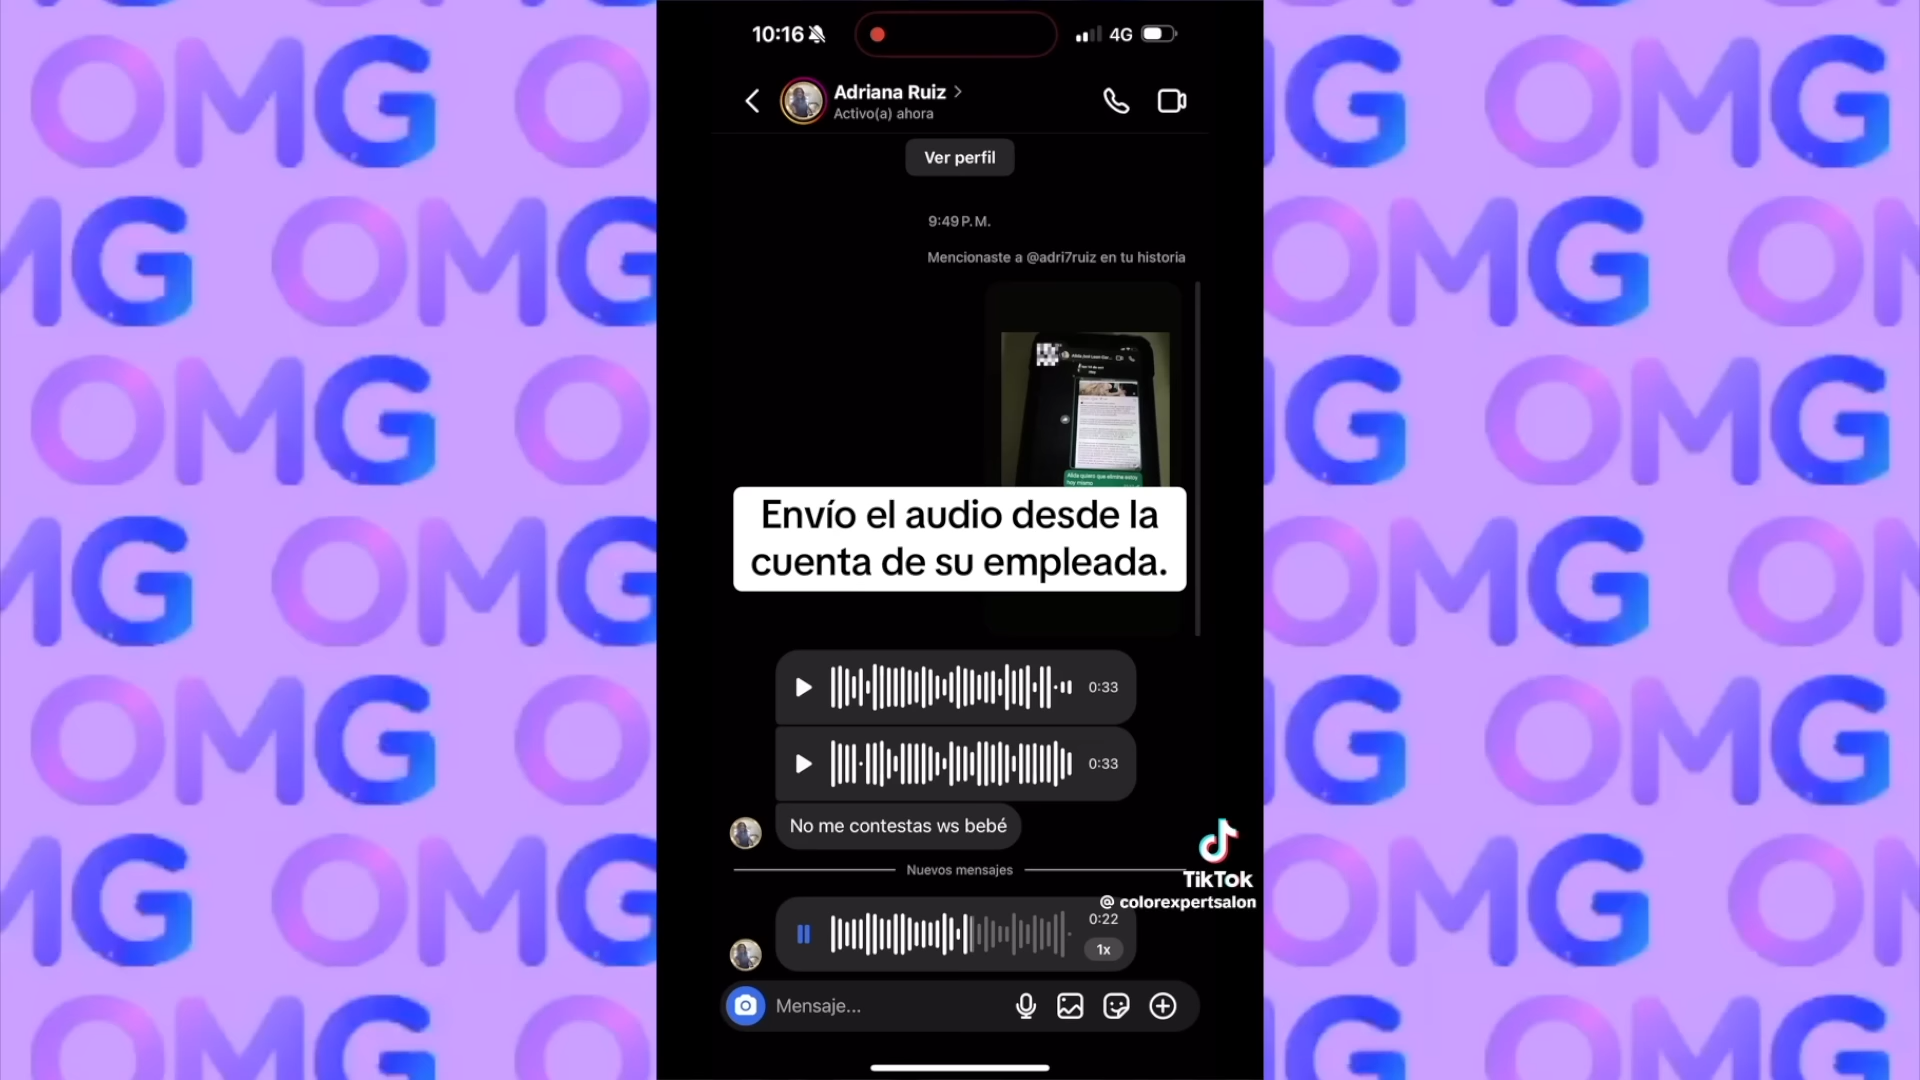 OMG OMG
10:16
4G
Adriana Ruiz
Activo(a) ahora
Ver perfil
9:49 P. M.
Mencionaste a @adri7ruiz en tu historia
Envío el audio desde la
cuenta de su empleada.
0:33
0:33
No me contestas ws bebé
Nuevos mensajes
TikTok
@ colorexpertsalon
0:22
1x
Mensaje...